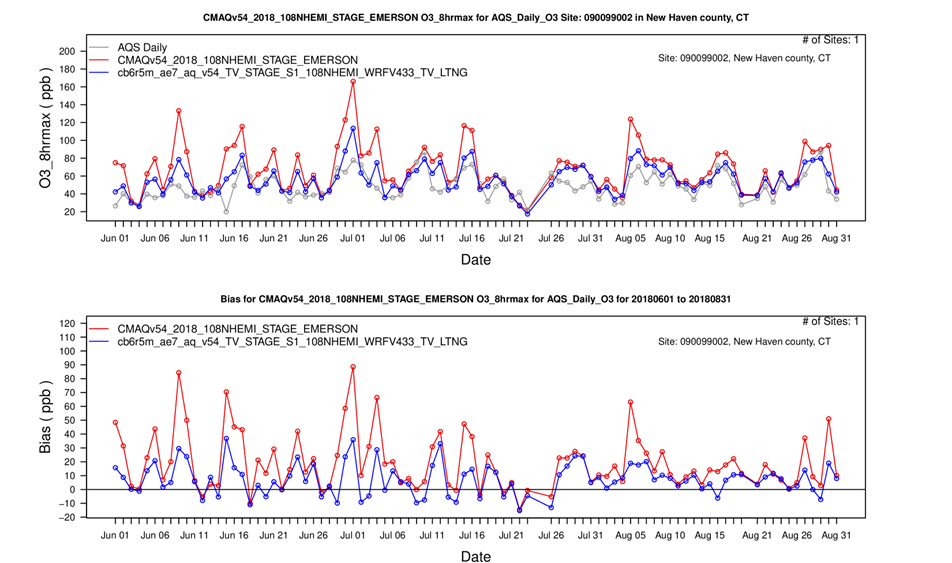 CMAQv54_2018_108NHEMI_STAGE_EMERSON O3_8hrmax for AQS_Daily_O3 Site: 090099002 in New Haven county, CT
# of Sites: 1
Site: 090099002, New Haven county, CT
AQS Daily
CMAQv54_2018_108NHEMI_STAGE_EMERSON
cb6r5m_ae7_aq_v54_TV_STAGE_S1_108NHEMI_WRFV433_TV_LTNG
O3_8hrmax ( ppb )
200
180
160
140
120
100
80
60
40
20
Jun 01 Jun 06 Jun 11 Jun 16 Jun 21 Jun 26 Jul 01 Jul 06 Jul 11 Jul 16 Jul 21 Jul 26 Jul 31 Aug 05 Aug 10 Aug 15 Aug 21 Aug 26 Aug 31
Date
Bias for CMAQv54_2018_108NHEMI_STAGE_EMERSON O3_8hrmax for AQS_Daily_O3 for 20180601 to 20180831
# of Sites: 1
Site: 090099002, New Haven county, CT
CMAQv54_2018_108NHEMI_STAGE_EMERSON
cb6r5m_ae7_aq_v54_TV_STAGE_S1_108NHEMI_WRFV433_TV_LTNG
Bias ( ppb )
120
110
100
90
80
70
60
50
40
30
20
10
0
−10
−20
Jun 01 Jun 06 Jun 11 Jun 16 Jun 21 Jun 26 Jul 01 Jul 06 Jul 11 Jul 16 Jul 21 Jul 26 Jul 31 Aug 05 Aug 10 Aug 15 Aug 21 Aug 26 Aug 31
Date